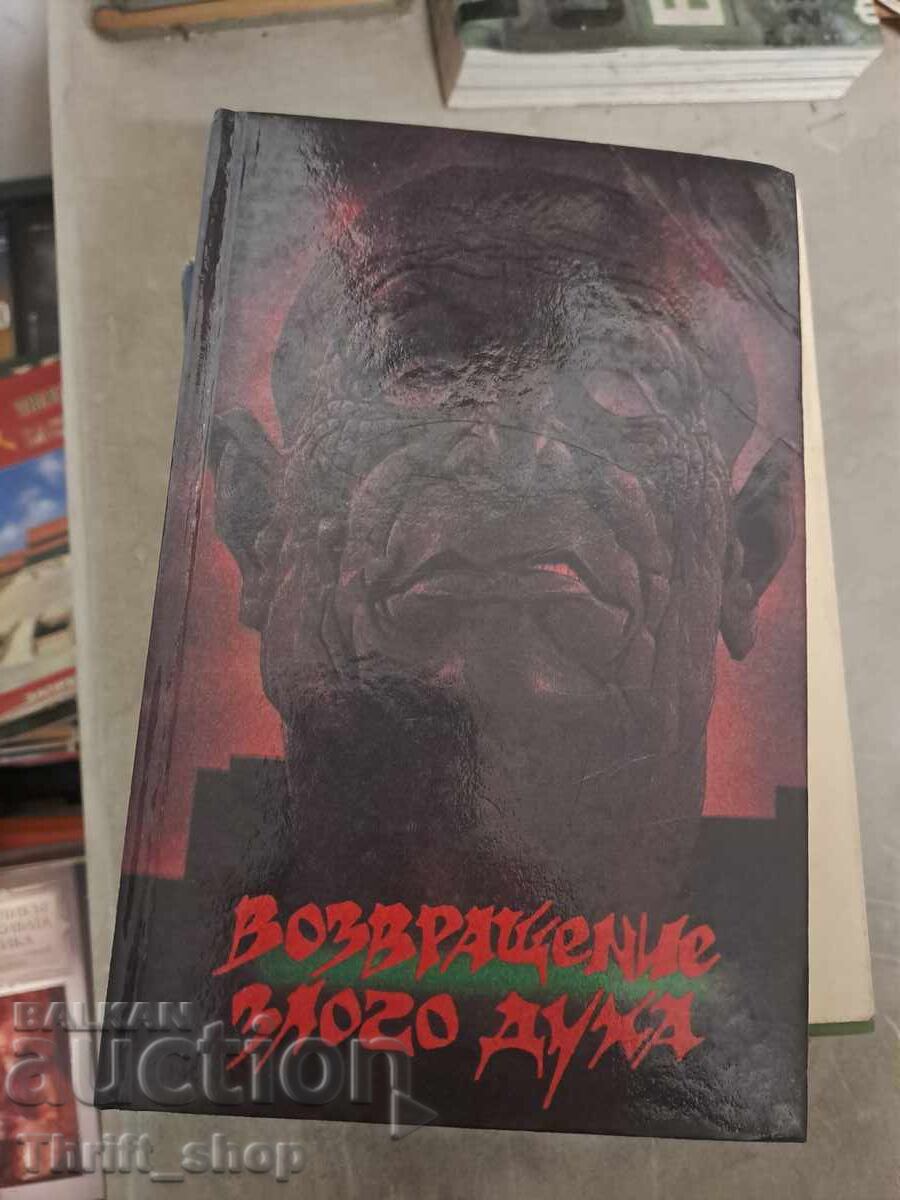 Возвращение
злого духа
BALKAN
auction
Thrift_shop